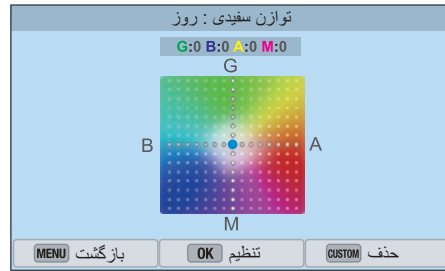 توازن سفیدی : روز
G:0 B:0 A:0 M:0
G
B
A
M
MENU بازگشت
OK تنظیم
CUSTOM حذف